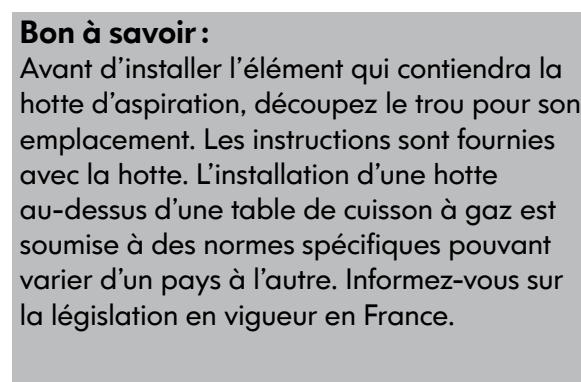 Bon à savoir :
Avant d’installer l’élément qui contiendra la
hotte d’aspiration, découpez le trou pour son
emplacement. Les instructions sont fournies
avec la hotte. L’installation d’une hotte
au-dessus d’une table de cuisson à gaz est
soumise à des normes spécifiques pouvant
varier d’un pays à l’autre. Informez-vous sur
la législation en vigueur en France.